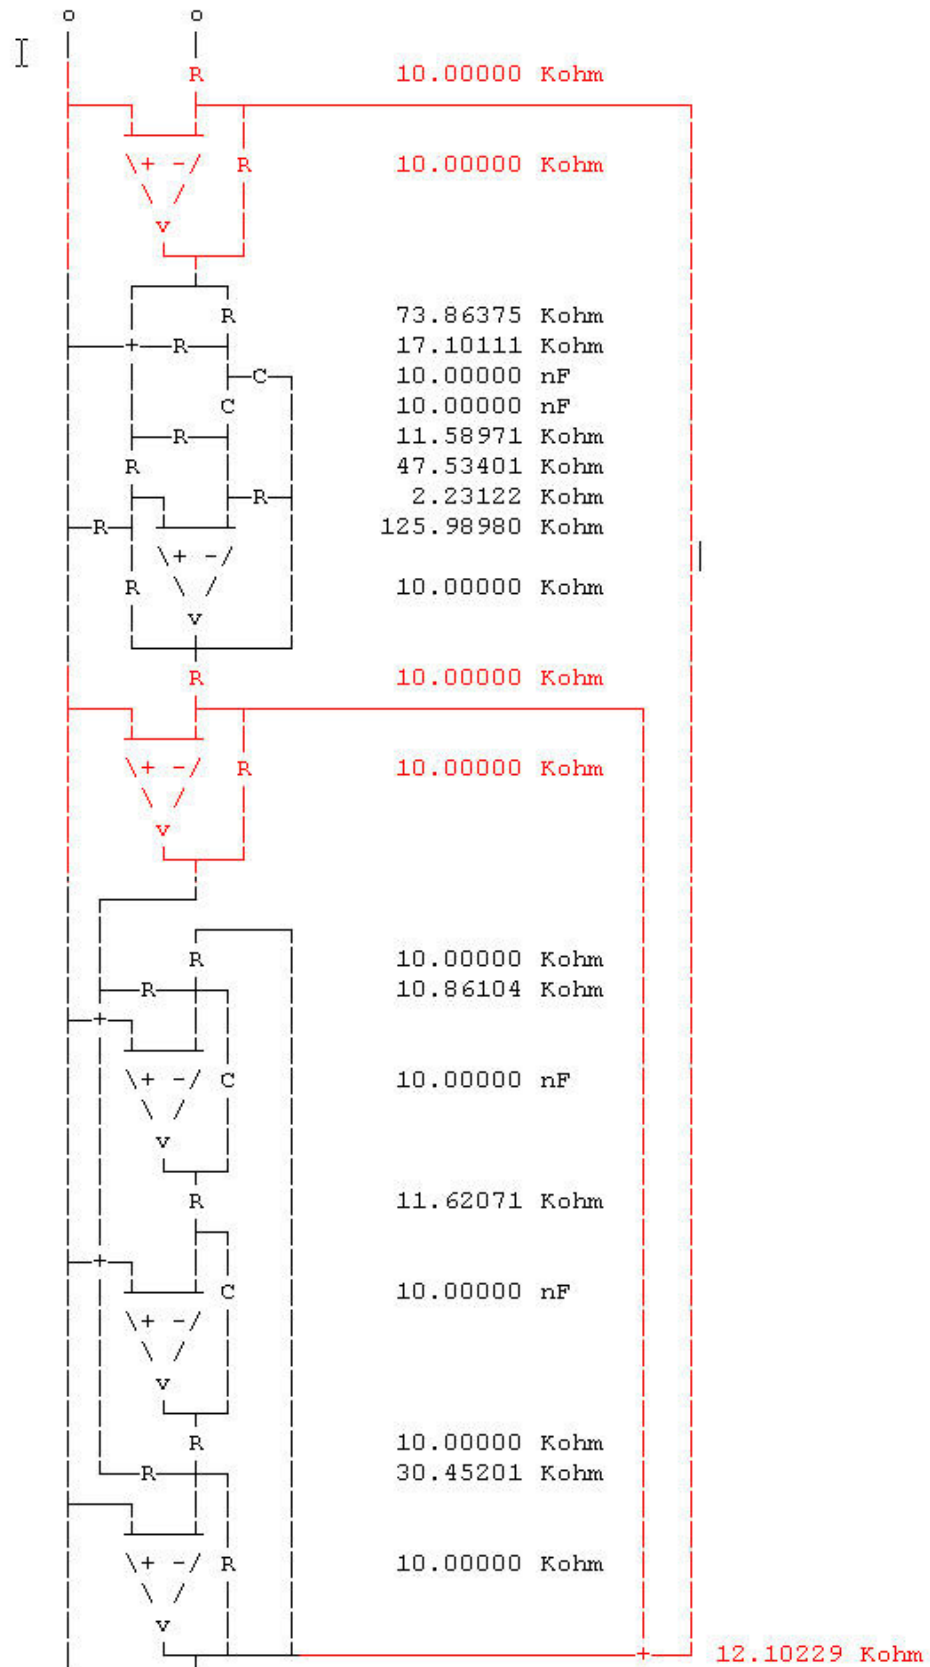 o o
R 10.00000 Kohm
\+ -/ R 10.00000 Kohm
\ /
v
R 73.86375 Kohm
+ R 17.10111 Kohm
C 10.00000 nF
C 10.00000 nF
R 11.58971 Kohm
R 47.53401 Kohm
R 2.23122 Kohm
R 125.98980 Kohm
\+ -/
R \ / 10.00000 Kohm
v
R 10.00000 Kohm
\+ -/ R 10.00000 Kohm
\ /
v
R 10.00000 Kohm
R 10.86104 Kohm
+
\+ -/ C 10.00000 nF
\ /
v
R 11.62071 Kohm
+
C 10.00000 nF
\+ -/
\ /
v
R 10.00000 Kohm
R 30.45201 Kohm
\+ -/ R 10.00000 Kohm
\ /
v
+ 12.10229 Kohm